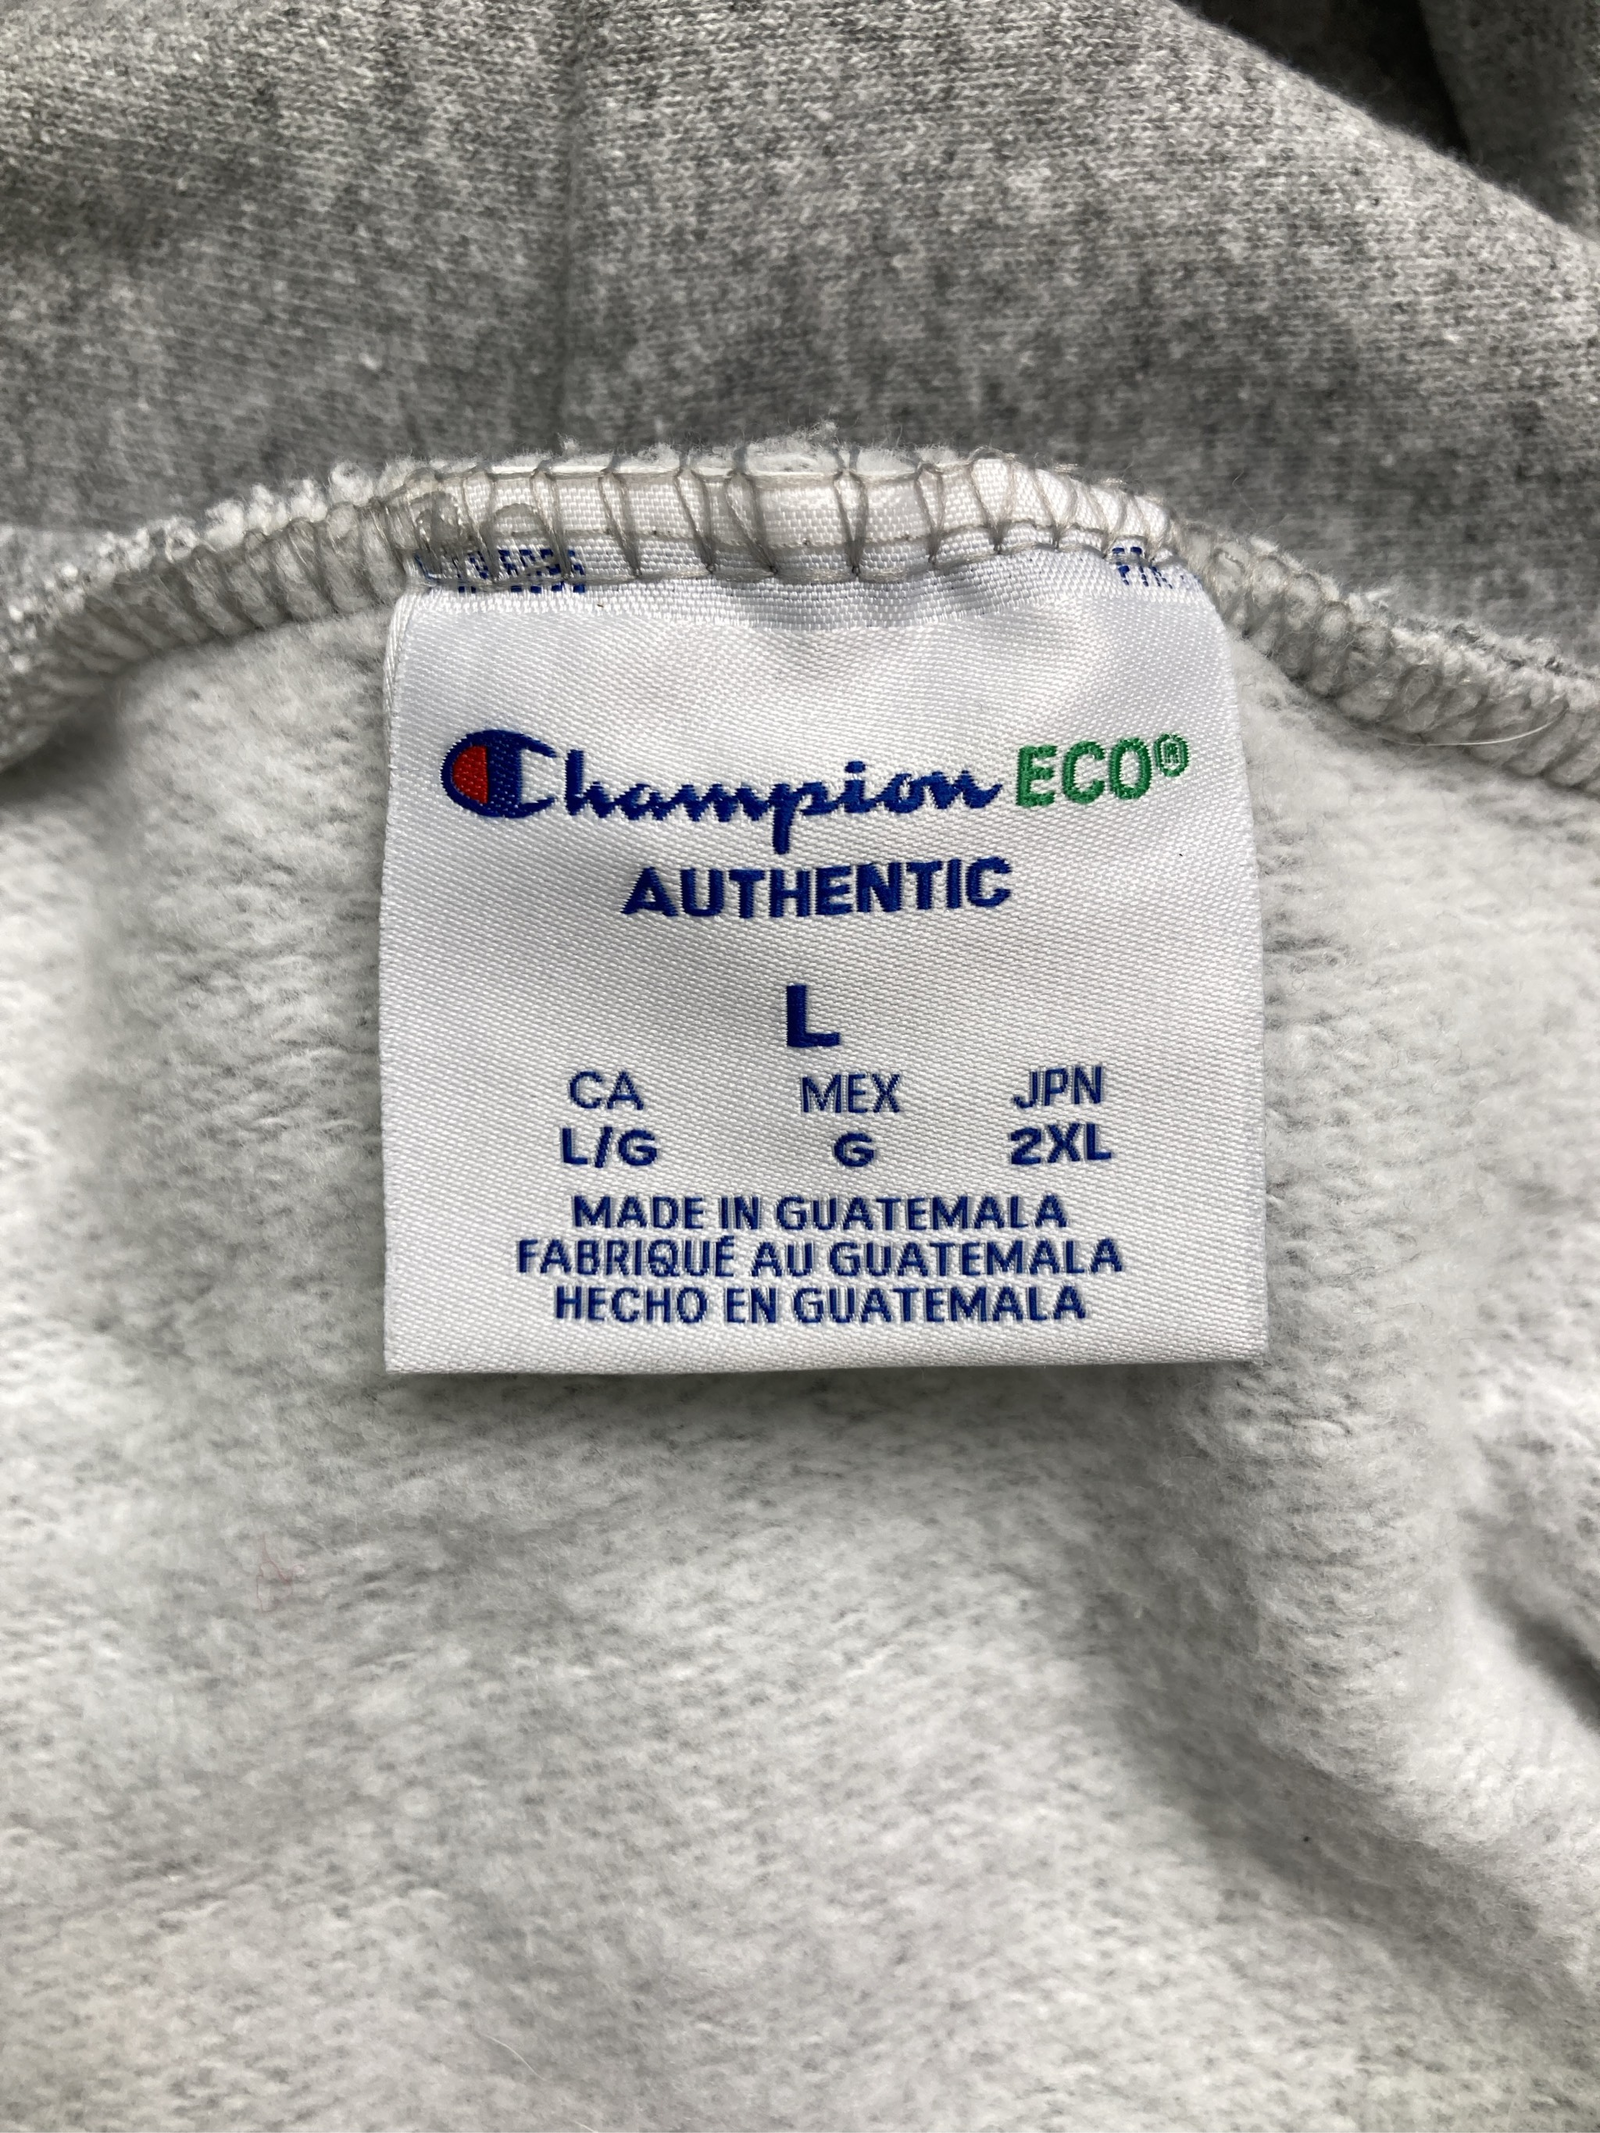 Champion ECO®
AUTHENTIC
L
CA MEX JPN
L/G G 2XL
MADE IN GUATEMALA
FABRIQUÉ AU GUATEMALA
HECHO EN GUATEMALA